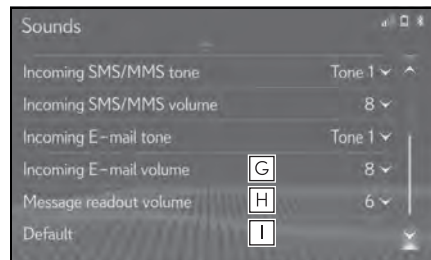 Sounds
Incoming SMS/MMS tone Tone 1
Incoming SMS/MMS volume 8
Incoming E-mail tone Tone 1
Incoming E-mail volume G 8
Message readout volume H 6
Default I